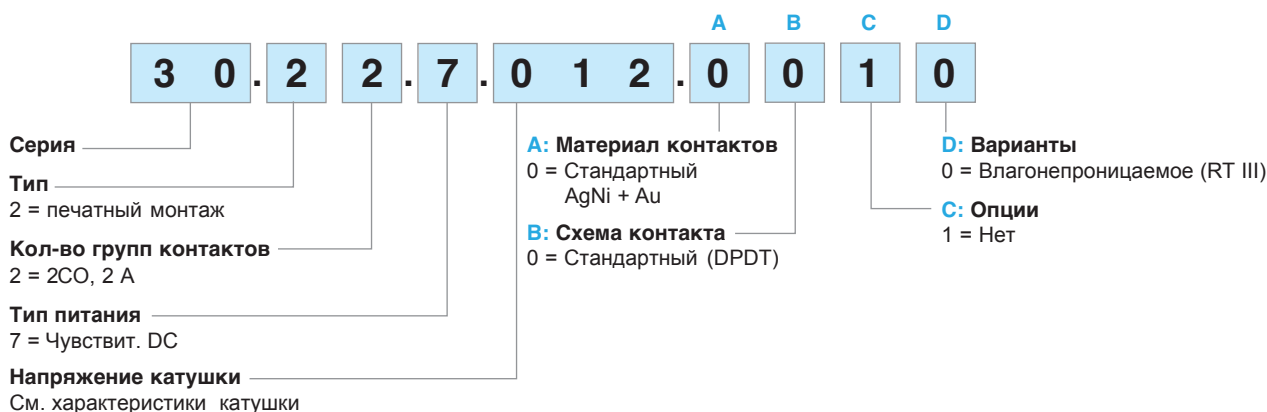 A B C D
3 0 . 2 2 . 7 . 0 1 2 . 0 0 1 0
Серия
Тип
2 = печатный монтаж
Кол-во групп контактов
2 = 2CO, 2 A
Тип питания
7 = Чувствит. DC
Напряжение катушки
См. характеристики катушки
A: Материал контактов
0 = Стандартный
AgNi + Au
B: Схема контакта
0 = Стандартный (DPDT)
D: Варианты
0 = Влагонепроницаемое (RT III)
C: Опции
1 = Нет